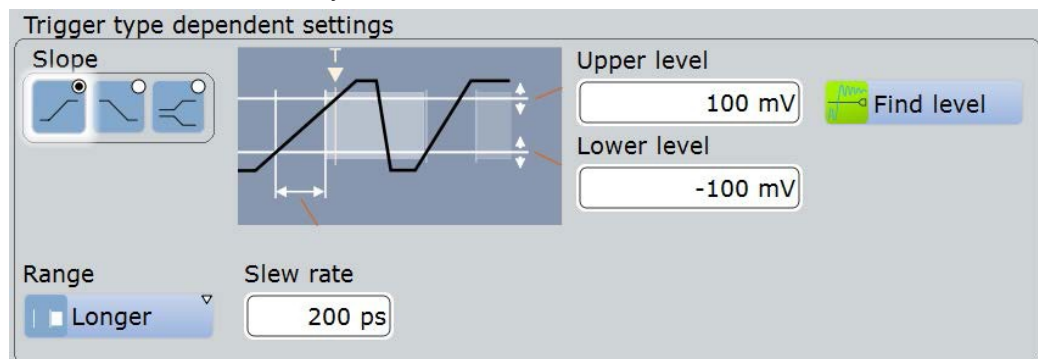 Trigger type dependent settings
Slope
T
Upper level
100 mV
Find level
Lower level
-100 mV
Range
Longer
Slew rate
200 ps